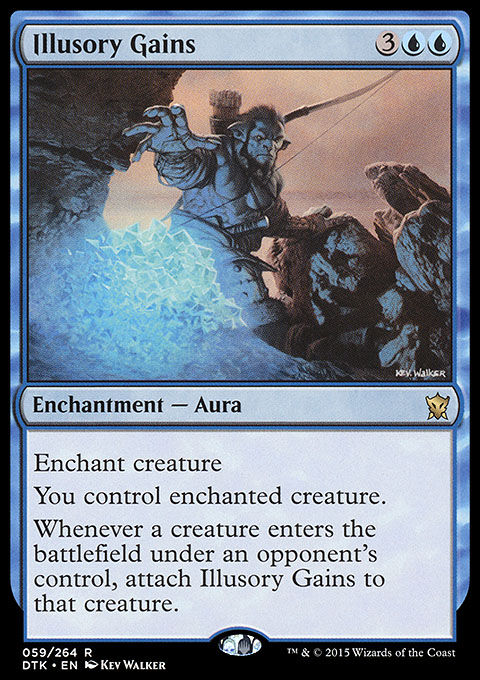 Illusory Gains 3
KEV. WALKER
Enchantment — Aura
Enchant creature
You control enchanted creature.
Whenever a creature enters the
battlefield under an opponent's
control, attach Illusory Gains to
that creature.
059/264 R
DTK • EN KEV WALKER
™ & © 2015 Wizards of the Coast